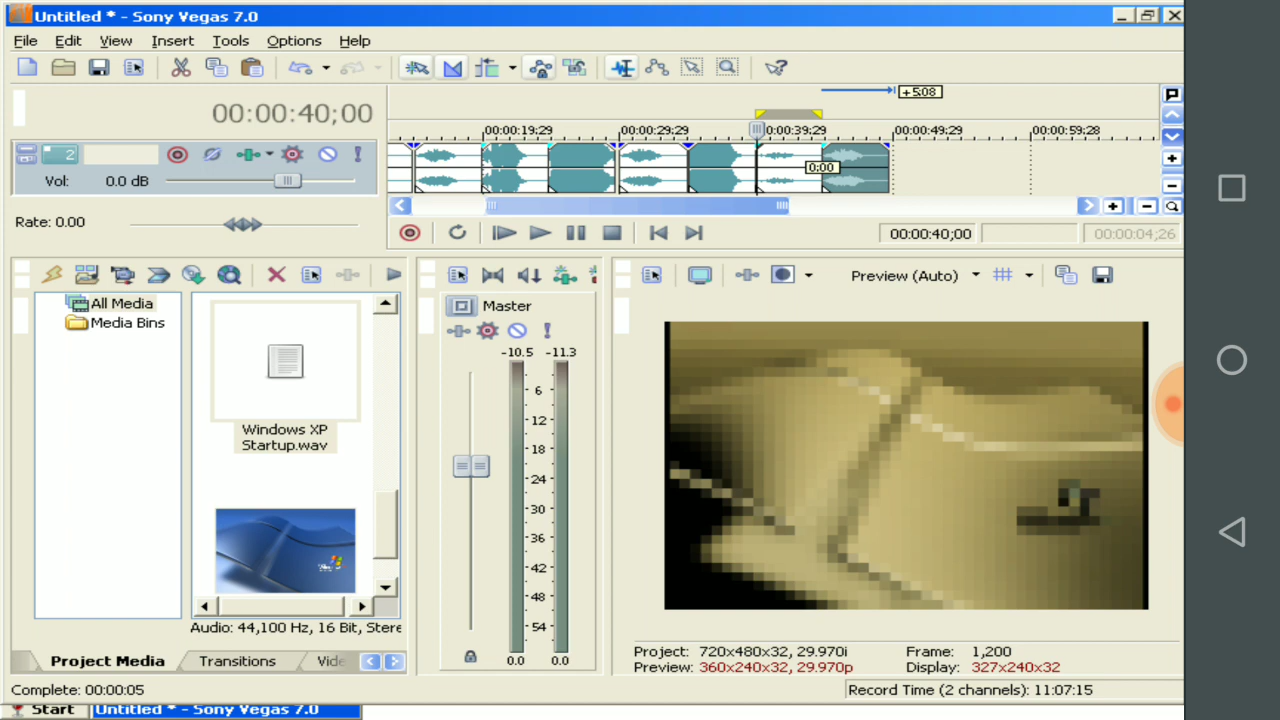 Untitled * - Sony Vegas 7.0
File Edit View Insert Tools Options Help
+5:08
00:00:40;00
00:00:19;29 00:00:29;29 00:00:39;29 00:00:49;29 00:00:59;28
2
0:00
Vol: 0.0 dB
Rate: 0.00
00:00:40;00 00:00:04;26
All Media
Media Bins
Windows XP
Startup.wav
Audio: 44,100 Hz, 16 Bit, Stere
Project Media Transitions Vide
Master
-10.5 -11.3
6
12
18
24
30
36
42
48
54
0.0 0.0
Preview (Auto)
Project: 720x480x32, 29.970i Frame: 1,200
Preview: 360x240x32, 29.970p Display: 327x240x32
Complete: 00:00:05
Record Time (2 channels): 11:07:15
Start Untitled * - Sony Vegas 7.0